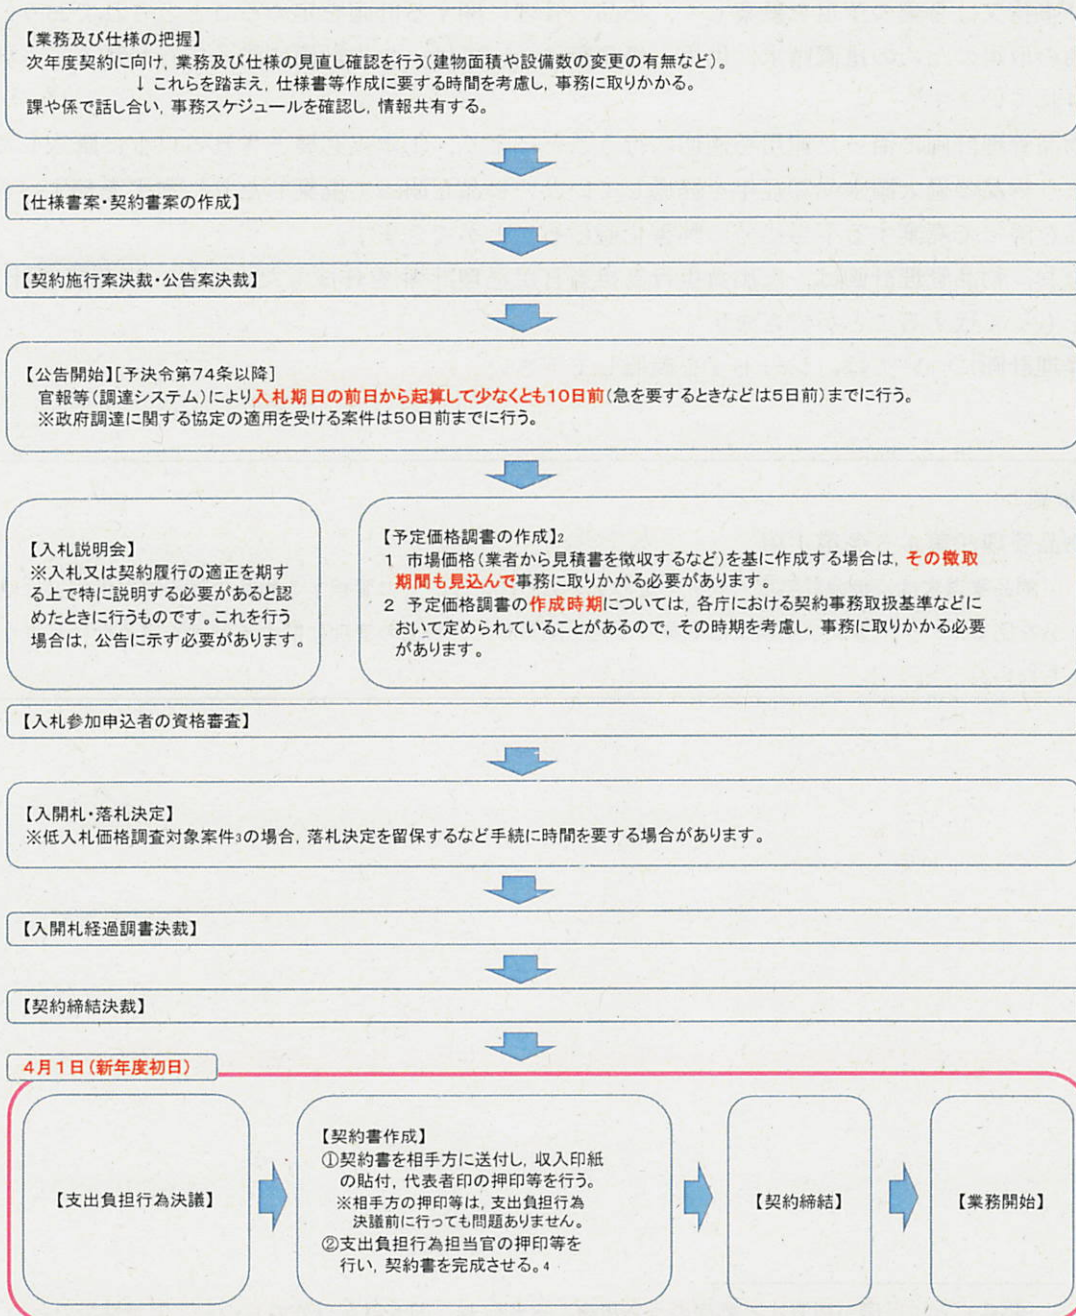 【業務及び仕様の把握】
次年度契約に向け，業務及び仕様の見直し確認を行う（建物面積や設備数の変更の有無など）。
↓ これらを踏まえ，仕様書等作成に要する時間を考慮し，事務に取りかかる。
課や係で話し合い，事務スケジュールを確認し，情報共有する。
【仕様書案・契約書案の作成】
【契約施行案決裁・公告案決裁】
【公告開始】[予決令第74条以降]
官報等（調達システム）により入札期日の前日から起算して少なくとも10日前（急を要するときなどは5日前）までに行う。
※政府調達に関する協定の適用を受ける案件は50日前までに行う。
【入札説明会】
※入札又は契約履行の適正を期す
る上で特に説明する必要があると認
めたときに行うものです。これを行う
場合は，公告に示す必要があります。
【予定価格調書の作成】2
1 市場価格（業者から見積書を徴収するなど）を基に作成する場合は，その徴取
期間も見込んで事務に取りかかる必要があります。
2 予定価格調書の作成時期については，各庁における契約事務取扱基準などに
おいて定められていることがあるので，その時期を考慮し，事務に取りかかる必要
があります。
【入札参加申込者の資格審査】
【入開札・落札決定】
※低入札価格調査対象案件3の場合，落札決定を留保するなど手続に時間を要する場合があります。
【入開札経過調書決裁】
【契約締結決裁】
4月1日（新年度初日）
【支出負担行為決議】
【契約書作成】
①契約書を相手方に送付し，収入印紙
の貼付，代表者印の押印等を行う。
※相手方の押印等は，支出負担行為
決議前に行っても問題ありません。
②支出負担行為担当官の押印等を
行い，契約書を完成させる。4
【契約締結】
【業務開始】